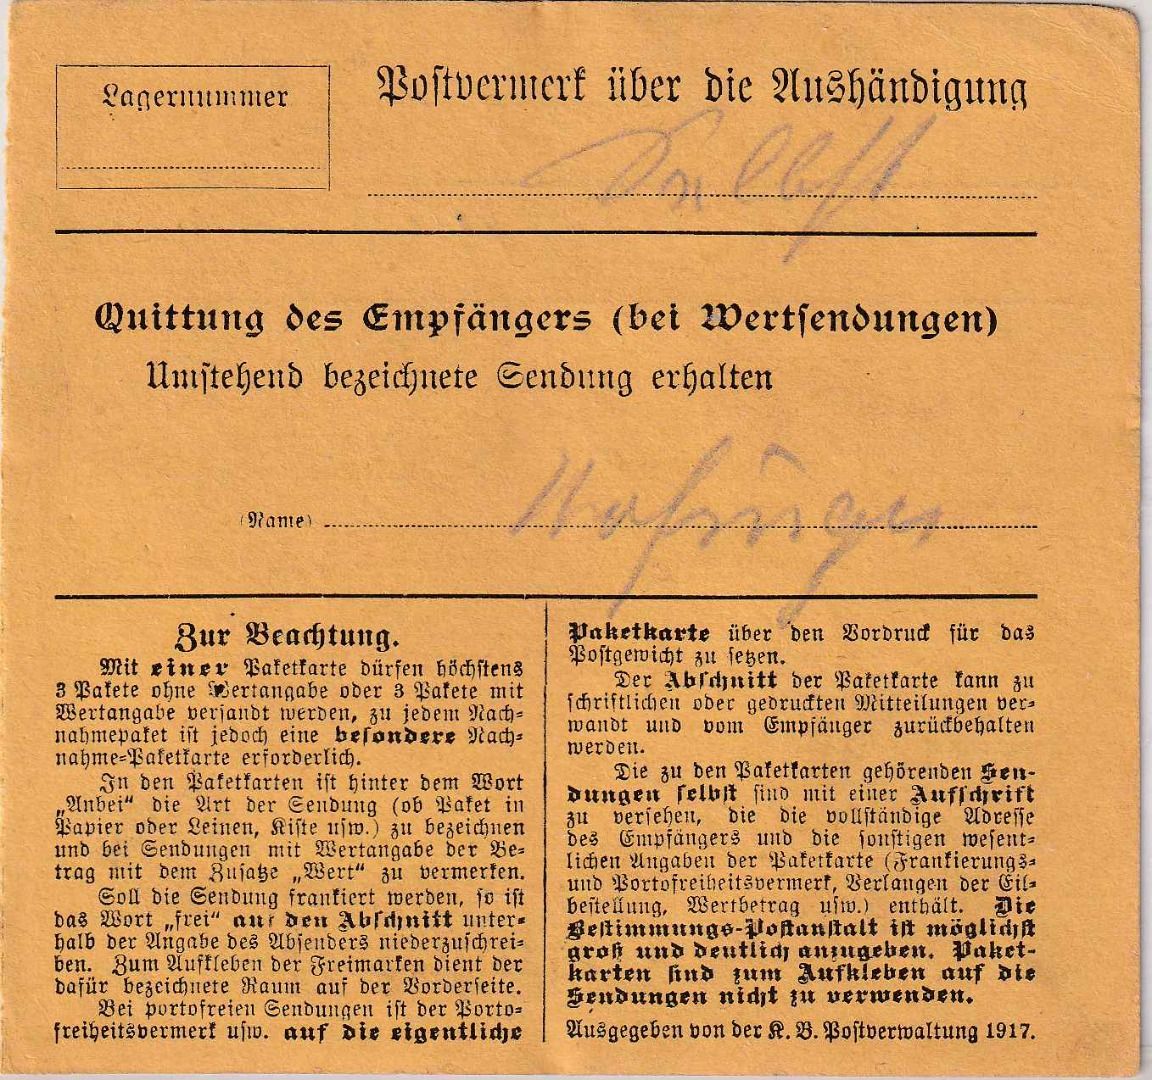 Lagernummer
Postvermerk über die Aushändigung
Quittung des Empfängers (bei Wertsendungen)
Umstehend bezeichnete Sendung erhalten
(Name)
Zur Beachtung.
Mit einer Paketkarte dürfen höchstens
3 Pakete ohne Wertangabe oder 3 Pakete mit
Wertangabe versandt werden, zu jedem Nach-
nahmepaket ist jedoch eine besondere Nach-
nahme-Paketkarte erforderlich.
In den Paketkarten ist hinter dem Wort
„Anbei“ die Art der Sendung (ob Paket in
Papier oder Leinen, Kiste usw.) zu bezeichnen
und bei Sendungen mit Wertangabe der Be-
trag mit dem Zusatze „Wert“ zu vermerken.
Soll die Sendung frankiert werden, so ist
das Wort „frei“ auf den Abschnitt unter-
halb der Angabe des Absenders niederzuschrei-
ben. Zum Aufkleben der Freimarken dient der
dafür bezeichnete Raum auf der Vorderseite.
Bei portofreien Sendungen ist der Porto-
freiheitsvermerk usw. auf die eigentliche
Paketkarte über den Vordruck für das
Postgewicht zu setzen.
Der Abschnitt der Paketkarte kann zu
schriftlichen oder gedruckten Mitteilungen ver-
wandt und vom Empfänger zurückbehalten
werden.
Die zu den Paketkarten gehörenden Sen-
dungen selbst sind mit einer Aufschrift
zu versehen, die die vollständige Adresse
des Empfängers und die sonstigen wesent-
lichen Angaben der Paketkarte (Frankierungs-
und Portofreiheitsvermerk, Verlangen der Eil-
bestellung, Wertbetrag usw.) enthält. Die
Bestimmungs-Postanstalt ist möglichst
groß und deutlich anzugeben. Paket-
karten sind zum Aufkleben auf die
Sendungen nicht zu verwenden.
Ausgegeben von der K. B. Postverwaltung 1917.